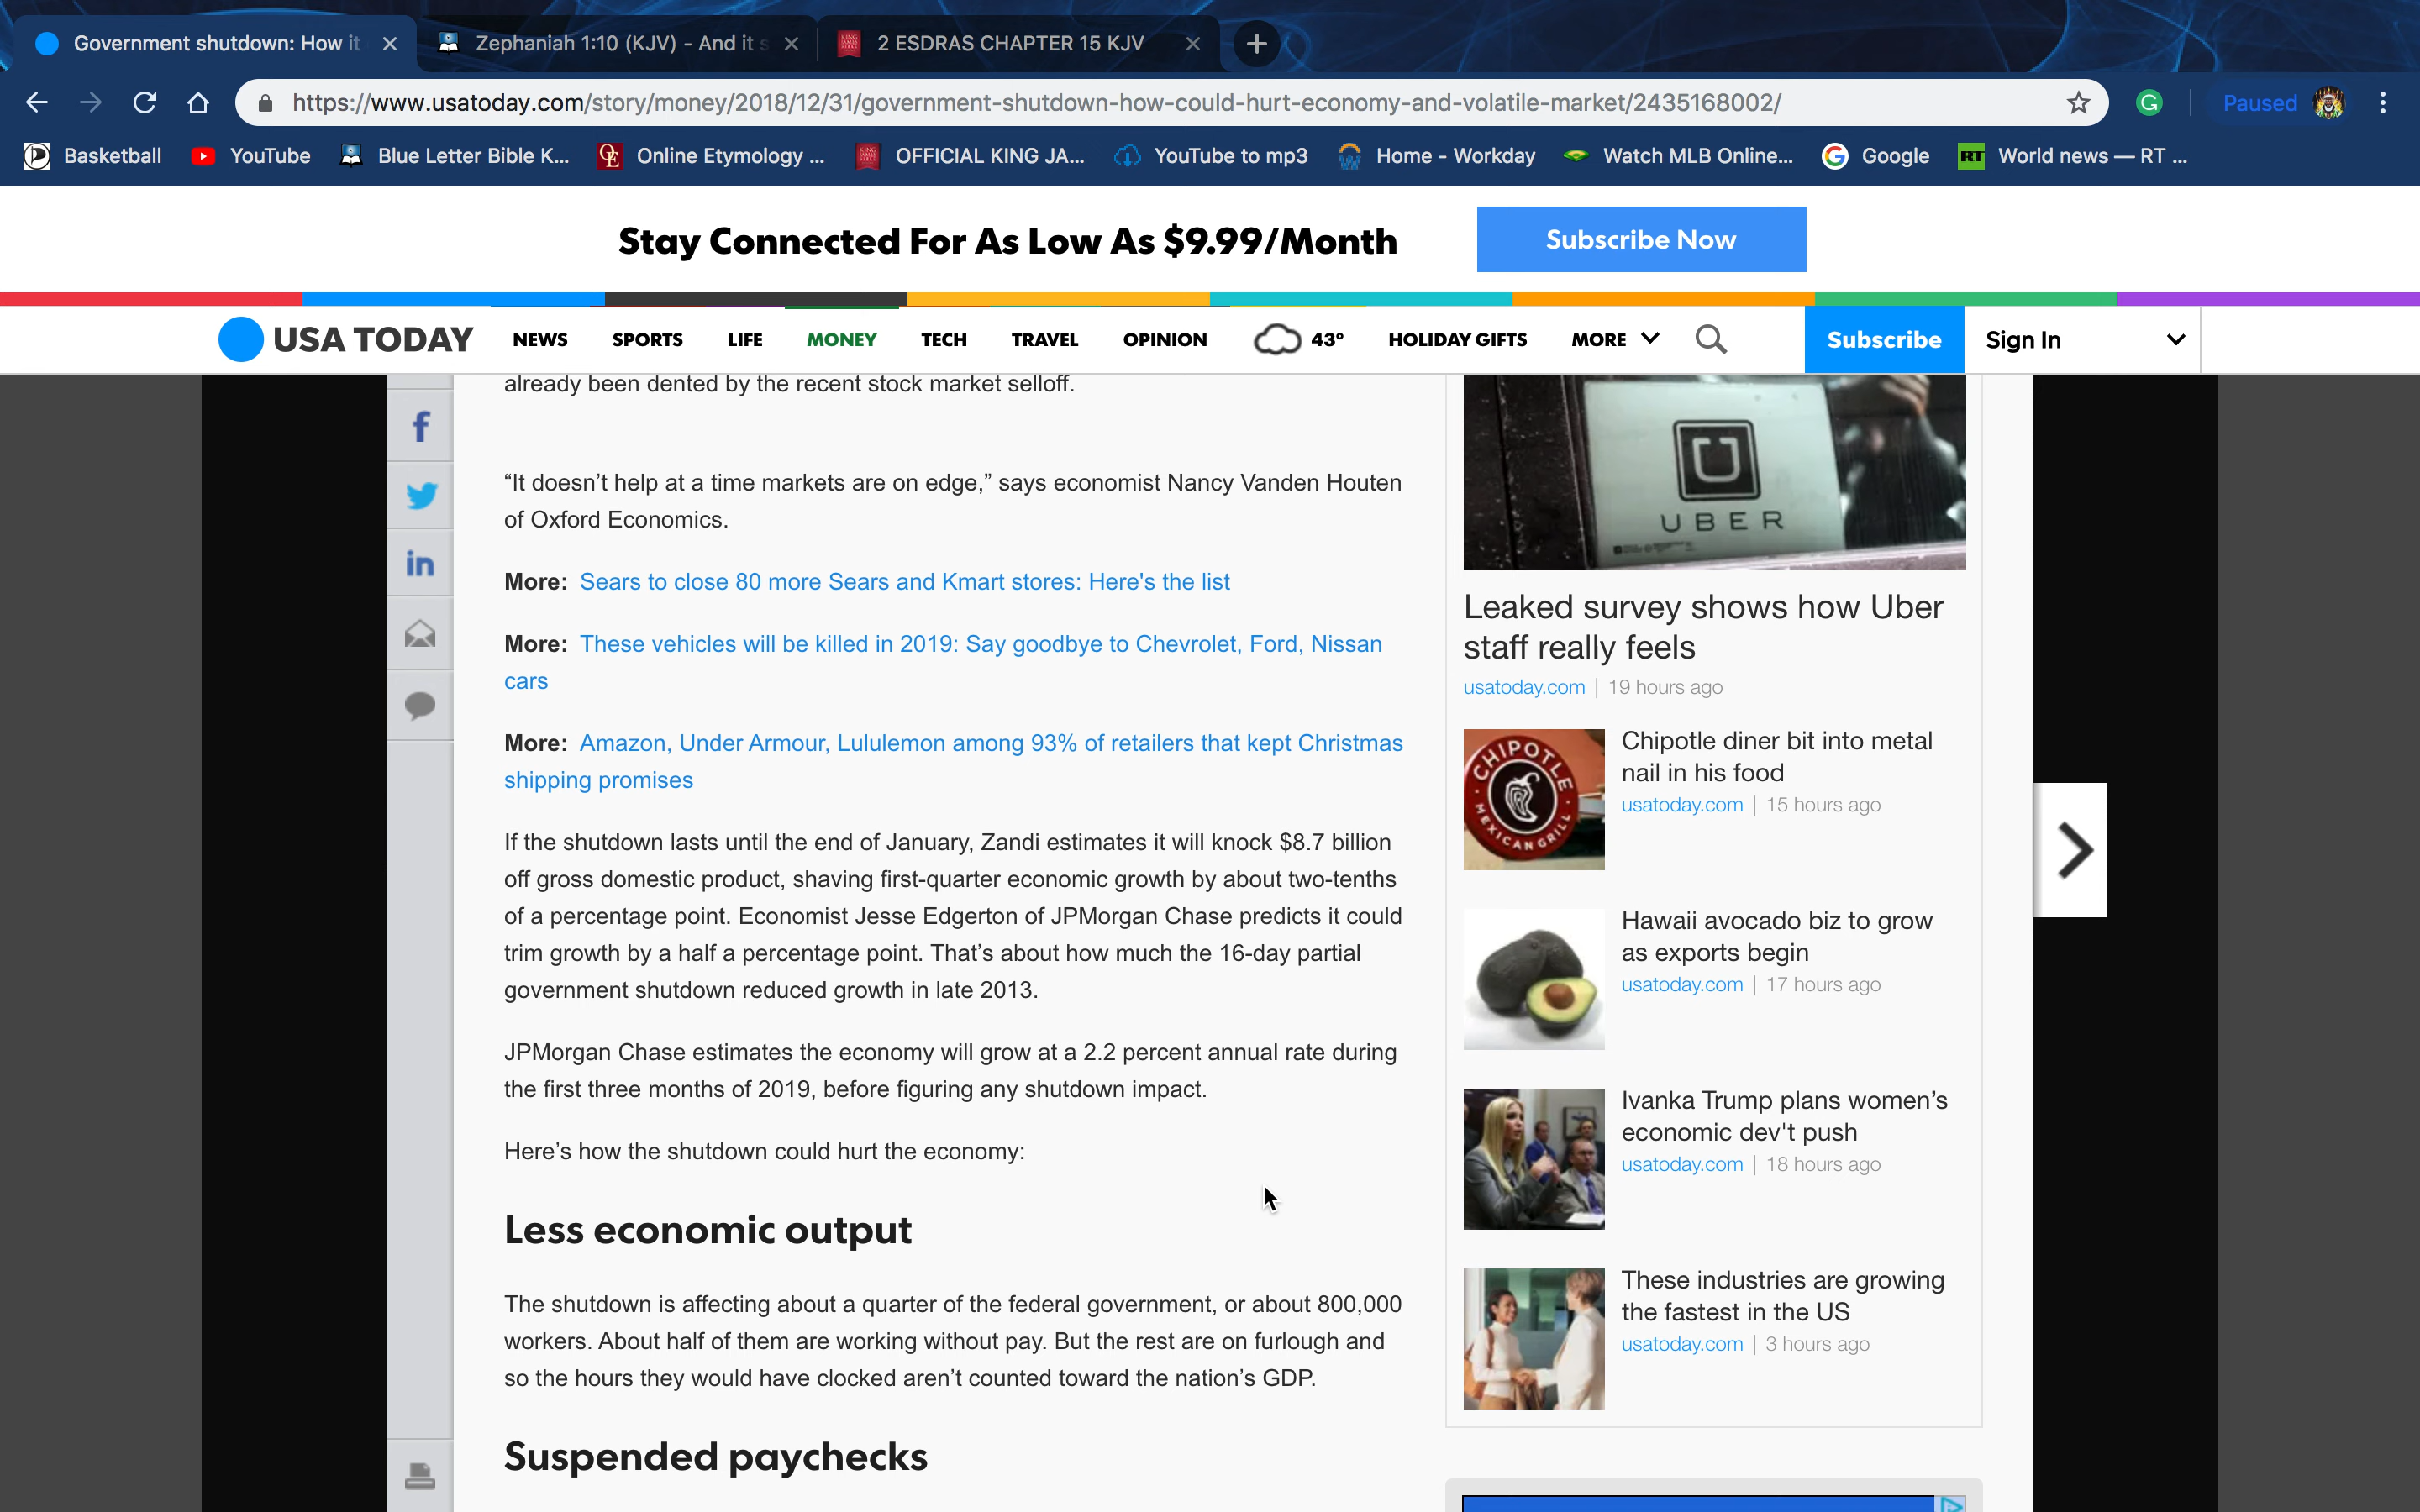 Government shutdown: How it
Zephaniah 1:10 (KJV) - And it s
2 ESDRAS CHAPTER 15 KJV
https://www.usatoday.com/story/money/2018/12/31/government-shutdown-how-could-hurt-economy-and-volatile-market/2435168002/
G
Paused
Basketball
YouTube
Blue Letter Bible K...
Online Etymology ...
OFFICIAL KING JA...
YouTube to mp3
Home - Workday
Watch MLB Online...
Google
RT
World news — RT ...
Stay Connected For As Low As $9.99/Month
Subscribe Now
USA TODAY
NEWS
SPORTS
LIFE
MONEY
TECH
TRAVEL
OPINION
43°
HOLIDAY GIFTS
MORE
Subscribe
Sign In
already been dented by the recent stock market selloff.
“It doesn’t help at a time markets are on edge,” says economist Nancy Vanden Houten
of Oxford Economics.
More: Sears to close 80 more Sears and Kmart stores: Here's the list
More: These vehicles will be killed in 2019: Say goodbye to Chevrolet, Ford, Nissan
cars
More: Amazon, Under Armour, Lululemon among 93% of retailers that kept Christmas
shipping promises
If the shutdown lasts until the end of January, Zandi estimates it will knock $8.7 billion
off gross domestic product, shaving first-quarter economic growth by about two-tenths
of a percentage point. Economist Jesse Edgerton of JPMorgan Chase predicts it could
trim growth by a half a percentage point. That’s about how much the 16-day partial
government shutdown reduced growth in late 2013.
JPMorgan Chase estimates the economy will grow at a 2.2 percent annual rate during
the first three months of 2019, before figuring any shutdown impact.
Here’s how the shutdown could hurt the economy:
Less economic output
The shutdown is affecting about a quarter of the federal government, or about 800,000
workers. About half of them are working without pay. But the rest are on furlough and
so the hours they would have clocked aren’t counted toward the nation’s GDP.
Suspended paychecks
UBER
Leaked survey shows how Uber
staff really feels
usatoday.com | 19 hours ago
CHIPOTLE
MEXICAN GRILL
Chipotle diner bit into metal
nail in his food
usatoday.com | 15 hours ago
Hawaii avocado biz to grow
as exports begin
usatoday.com | 17 hours ago
Ivanka Trump plans women’s
economic dev't push
usatoday.com | 18 hours ago
These industries are growing
the fastest in the US
usatoday.com | 3 hours ago